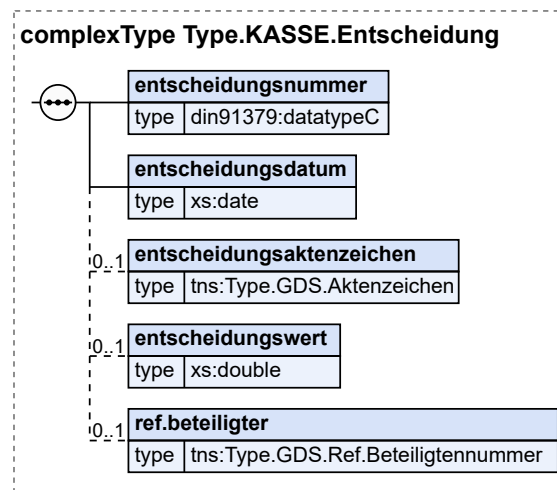 complexType Type.KASSE.Entscheidung
entscheidungsnummer
type din91379:datatypeC
entscheidungsdatum
type xs:date
0..1 entscheidungsaktenzeichen
type tns:Type.GDS.Aktenzeichen
0..1 entscheidungswert
type xs:double
0..1 ref.beteiligter
type tns:Type.GDS.Ref.Beteiligtennummer